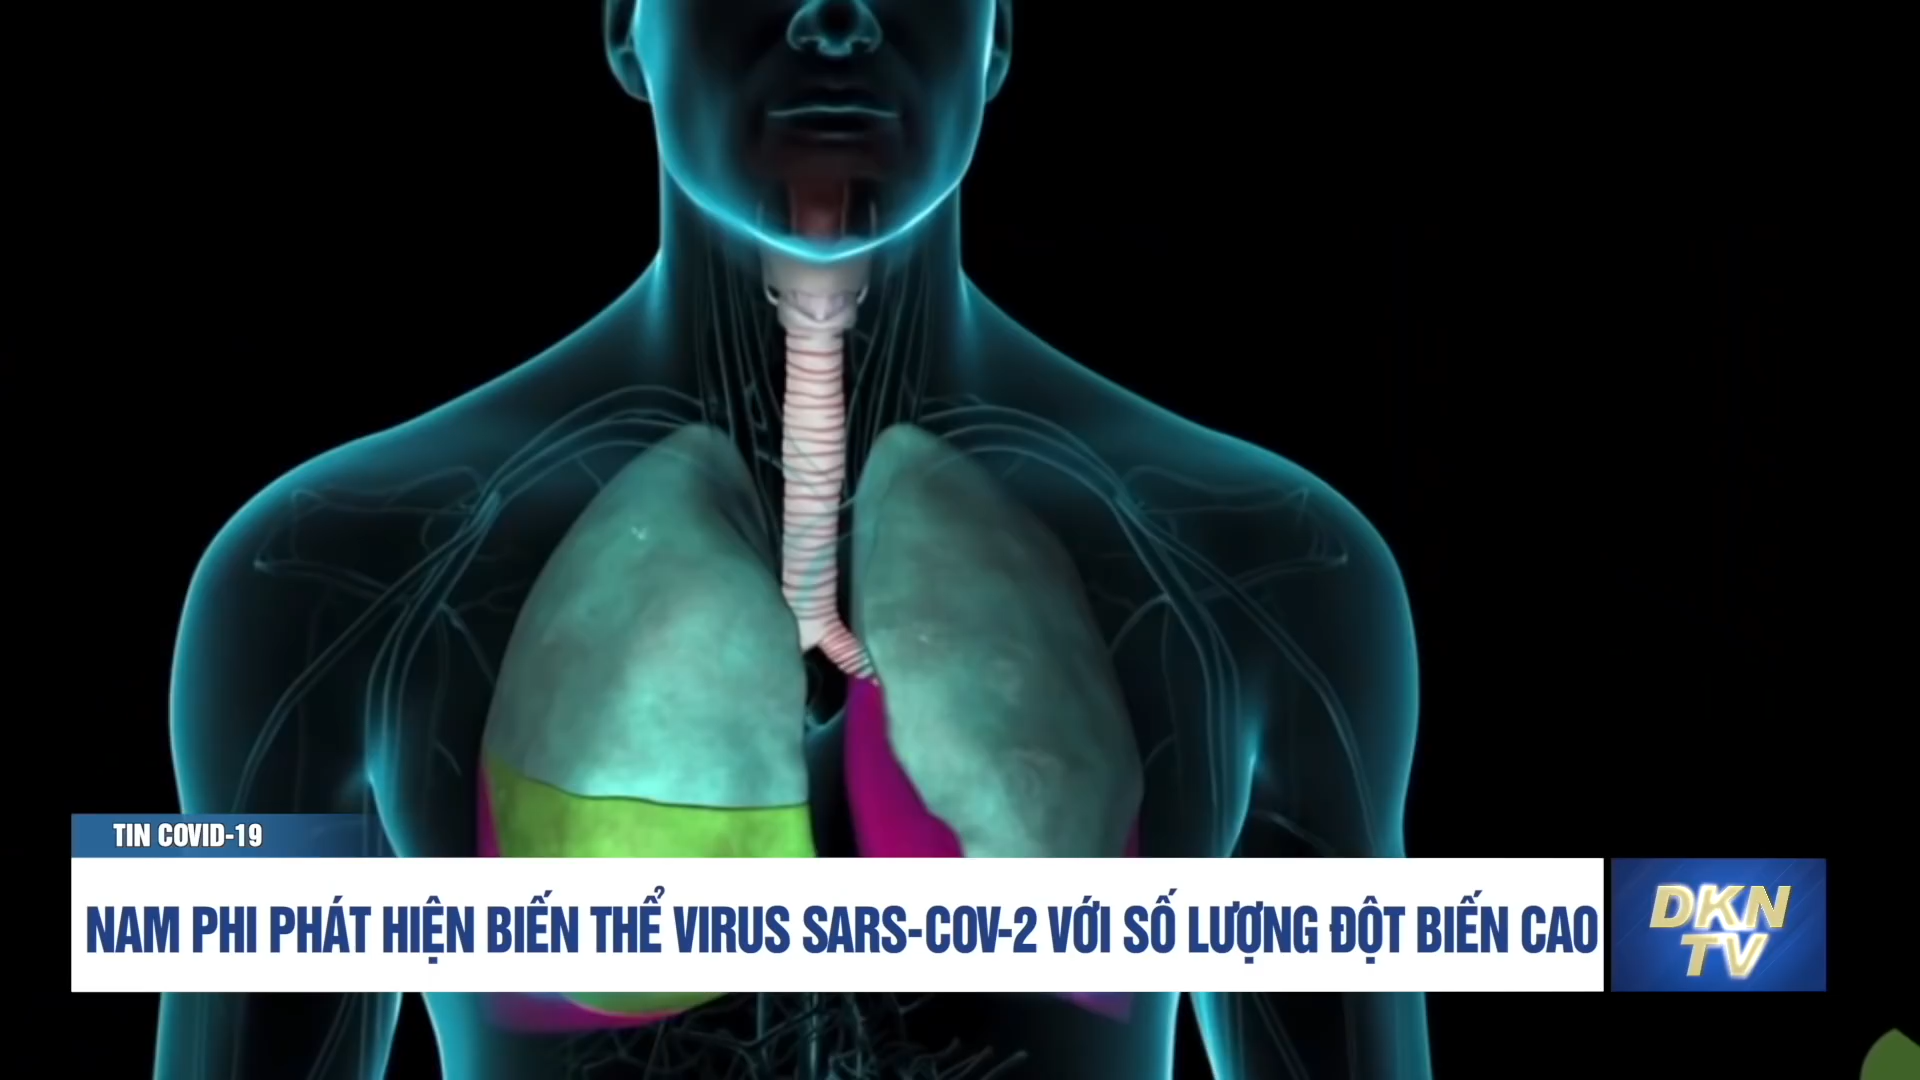 TIN COVID-19
NAM PHI PHÁT HIỆN BIẾN THỂ VIRUS SARS-COV-2 VỚI SỐ LƯỢNG ĐỘT BIẾN CAO
DKN
TV